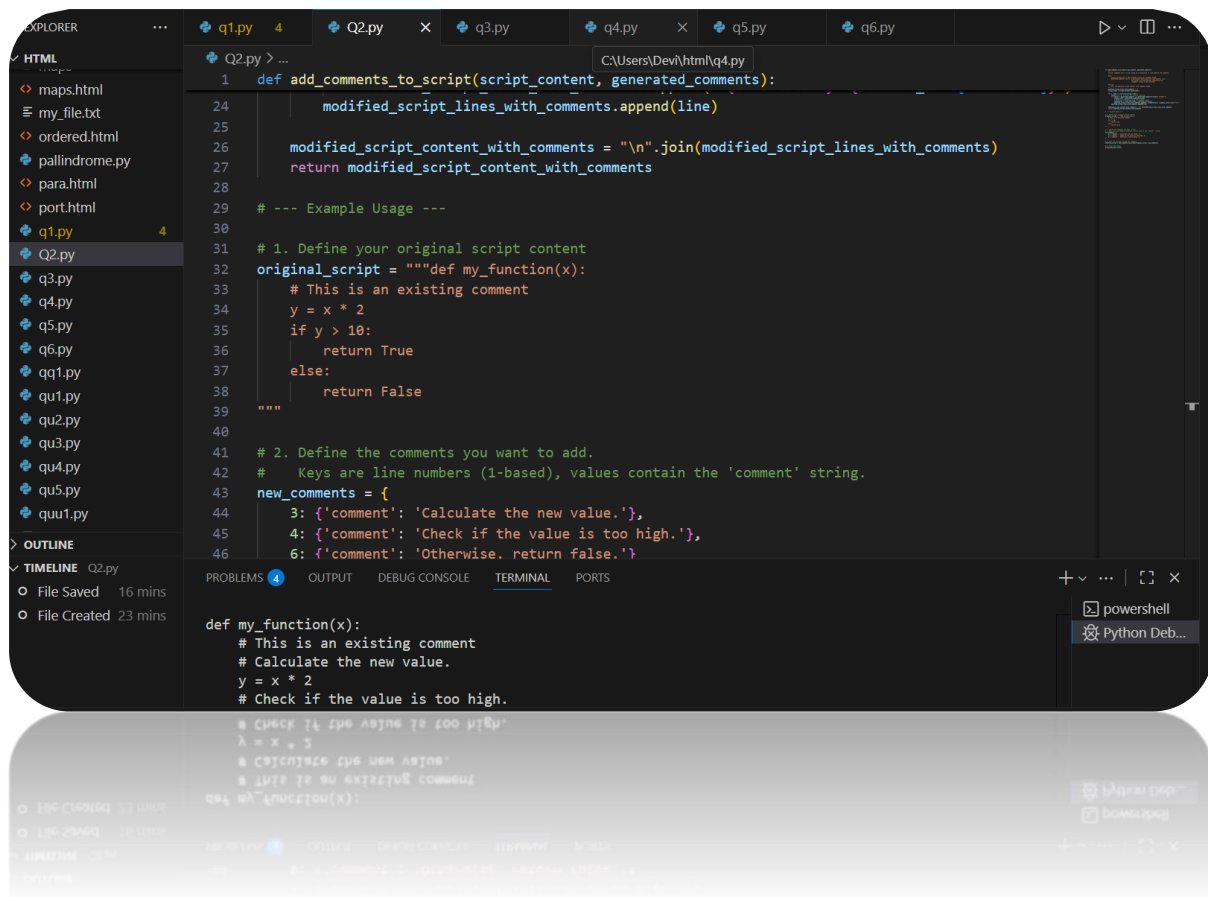 EXPLORER ...
HTML
maps.html
my_file.txt
ordered.html
pallindrome.py
para.html
port.html
q1.py 4
Q2.py
q3.py
q4.py
q5.py
q6.py
qq1.py
qu1.py
qu2.py
qu3.py
qu4.py
qu5.py
quu1.py
OUTLINE
TIMELINE Q2.py
File Saved 16 mins
File Created 23 mins
q1.py 4 Q2.py q3.py q4.py q5.py q6.py
Q2.py > ...
C:\Users\Devi\html\q4.py
1 def add_comments_to_script(script_content, generated_comments):
24 modified_script_lines_with_comments.append(line)
25
26 modified_script_content_with_comments = "\n".join(modified_script_lines_with_comments)
27 return modified_script_content_with_comments
28
29 # --- Example Usage ---
30
31 # 1. Define your original script content
32 original_script = """def my_function(x):
33 # This is an existing comment
34 y = x * 2
35 if y > 10:
36 return True
37 else:
38 return False
39 """
40
41 # 2. Define the comments you want to add.
42 # Keys are line numbers (1-based), values contain the 'comment' string.
43 new_comments = {
44 3: {'comment': 'Calculate the new value.'},
45 4: {'comment': 'Check if the value is too high.'},
46 6: {'comment': 'Otherwise, return false.'}
PROBLEMS 4 OUTPUT DEBUG CONSOLE TERMINAL PORTS
def my_function(x):
# This is an existing comment
# Calculate the new value.
y = x * 2
# Check if the value is too high.
powershell
Python Deb...